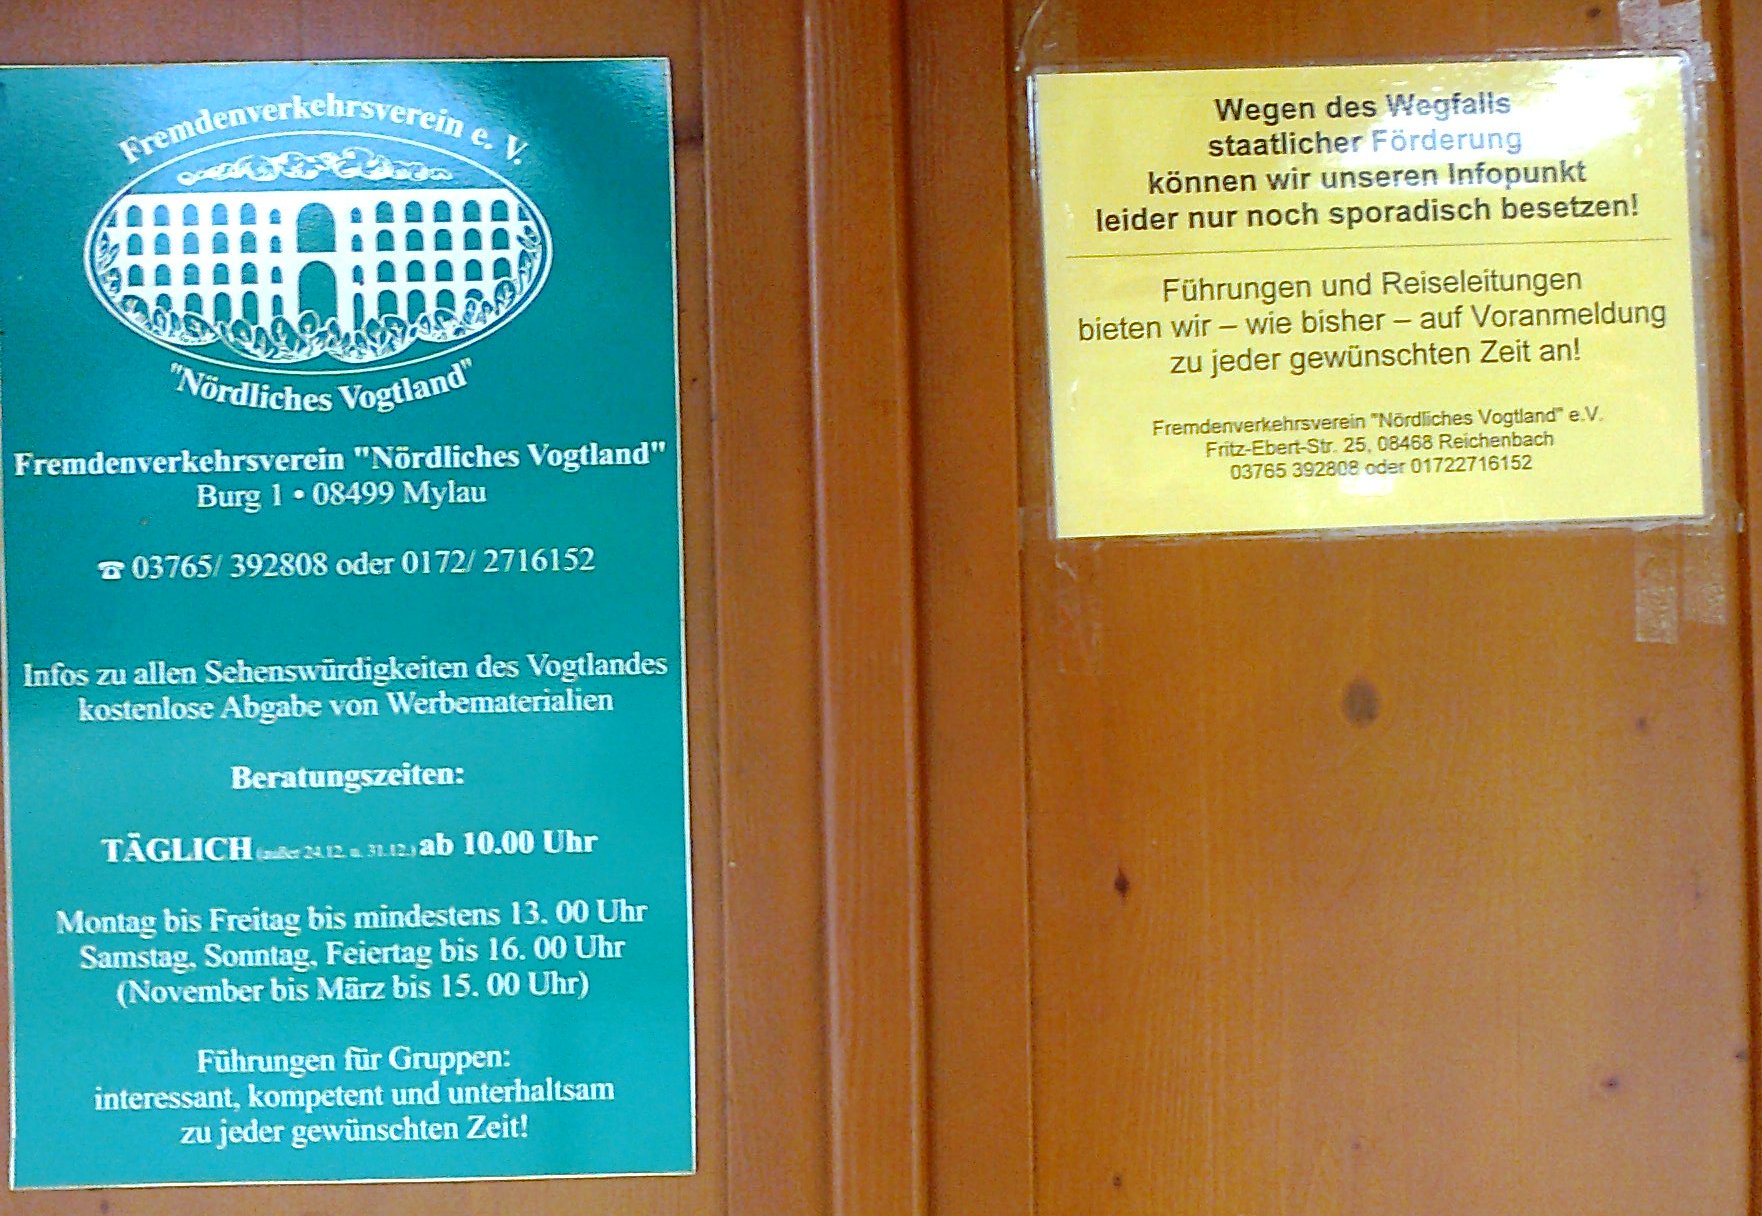 Fremdenverkehrsverein e. V.
"Nördliches Vogtland"
Fremdenverkehrsverein "Nördliches Vogtland"
Burg 1 • 08499 Mylau
☎ 03765/ 392808 oder 0172/ 2716152
Infos zu allen Sehenswürdigkeiten des Vogtlandes
kostenlose Abgabe von Werbematerialien
Beratungszeiten:
TÄGLICH (außer 24.12. u. 31.12.) ab 10.00 Uhr
Montag bis Freitag bis mindestens 13. 00 Uhr
Samstag, Sonntag, Feiertag bis 16. 00 Uhr
(November bis März bis 15. 00 Uhr)
Führungen für Gruppen:
interessant, kompetent und unterhaltsam
zu jeder gewünschten Zeit!
Wegen des Wegfalls
staatlicher Förderung
können wir unseren Infopunkt
leider nur noch sporadisch besetzen!
Führungen und Reiseleitungen
bieten wir – wie bisher – auf Voranmeldung
zu jeder gewünschten Zeit an!
Fremdenverkehrsverein "Nördliches Vogtland" e.V.
Fritz-Ebert-Str. 25, 08468 Reichenbach
03765 392808 oder 01722716152